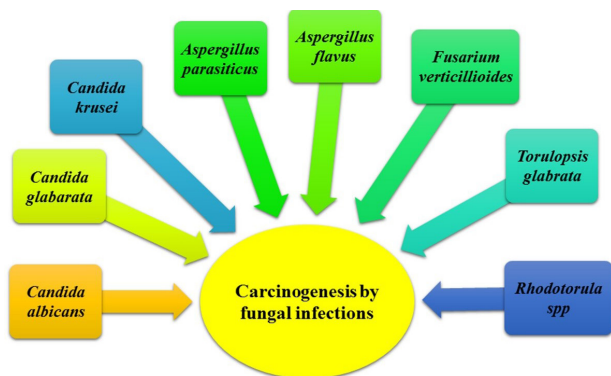 Aspergillus
parasiticus
Aspergillus
flavus
Fusarium
verticillioides
Candida
krusei
Torulopsis
glabrata
Candida
glabarata
Candida
albicans
Carcinogenesis by
fungal infections
Rhodotorula
spp